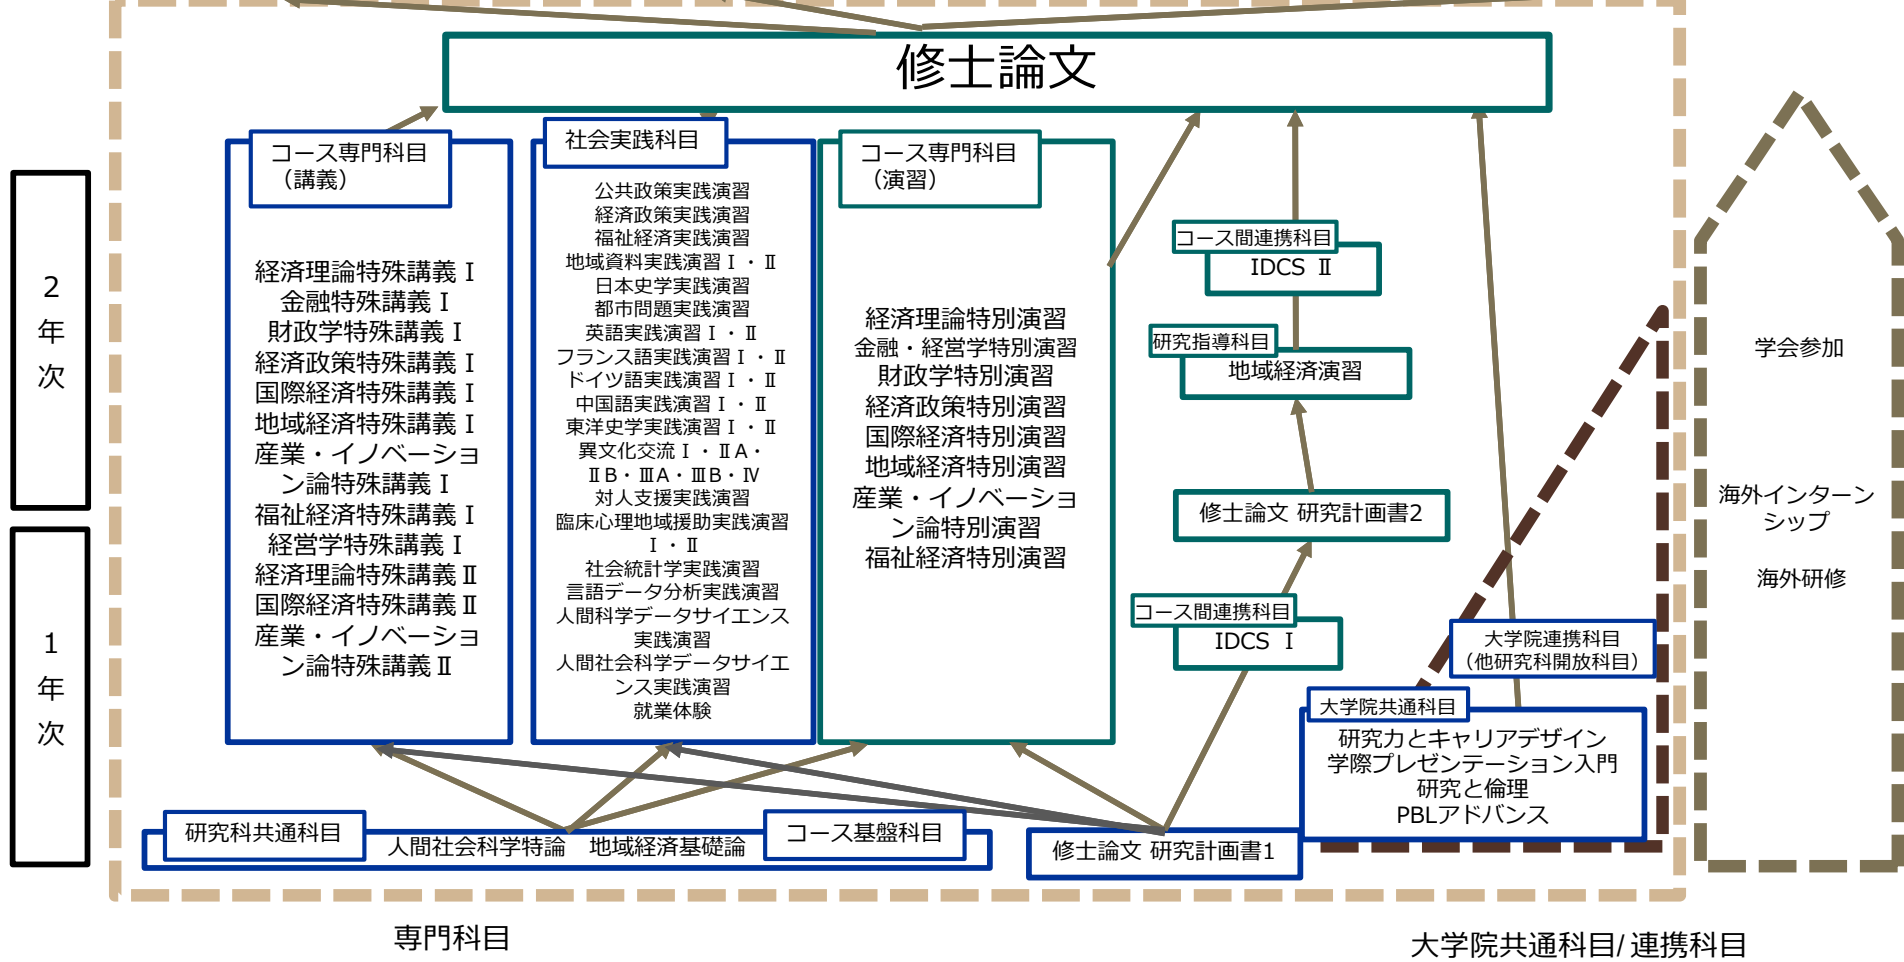 修士論文
2
年
次
1
年
次
コース専門科目
（講義）
経済理論特殊講義Ⅰ
金融特殊講義Ⅰ
財政学特殊講義Ⅰ
経済政策特殊講義Ⅰ
国際経済特殊講義Ⅰ
地域経済特殊講義Ⅰ
産業・イノベーショ
ン論特殊講義Ⅰ
福祉経済特殊講義Ⅰ
経営学特殊講義Ⅰ
経済理論特殊講義Ⅱ
国際経済特殊講義Ⅱ
産業・イノベーショ
ン論特殊講義Ⅱ
社会実践科目
公共政策実践演習
経済政策実践演習
福祉経済実践演習
地域資料実践演習Ⅰ・Ⅱ
日本史学実践演習
都市問題実践演習
英語実践演習Ⅰ・Ⅱ
フランス語実践演習Ⅰ・Ⅱ
ドイツ語実践演習Ⅰ・Ⅱ
中国語実践演習Ⅰ・Ⅱ
東洋史学実践演習Ⅰ・Ⅱ
異文化交流Ⅰ・ⅡA・
ⅡB・ⅢA・ⅢB・Ⅳ
対人支援実践演習
臨床心理地域援助実践演習
Ⅰ・Ⅱ
社会統計学実践演習
言語データ分析実践演習
人間科学データサイエンス
実践演習
人間社会科学データサイエ
ンス実践演習
就業体験
コース専門科目
（演習）
経済理論特別演習
金融・経営学特別演習
財政学特別演習
経済政策特別演習
国際経済特別演習
地域経済特別演習
産業・イノベーショ
ン論特別演習
福祉経済特別演習
コース間連携科目
IDCS Ⅱ
研究指導科目
地域経済演習
修士論文 研究計画書2
コース間連携科目
IDCS Ⅰ
大学院連携科目
（他研究科開放科目）
大学院共通科目
研究力とキャリアデザイン
学際プレゼンテーション入門
研究と倫理
PBLアドバンス
研究科共通科目
人間社会科学特論　地域経済基礎論
コース基盤科目
修士論文 研究計画書1
学会参加
海外インターン
シップ
海外研修
専門科目
大学院共通科目/連携科目